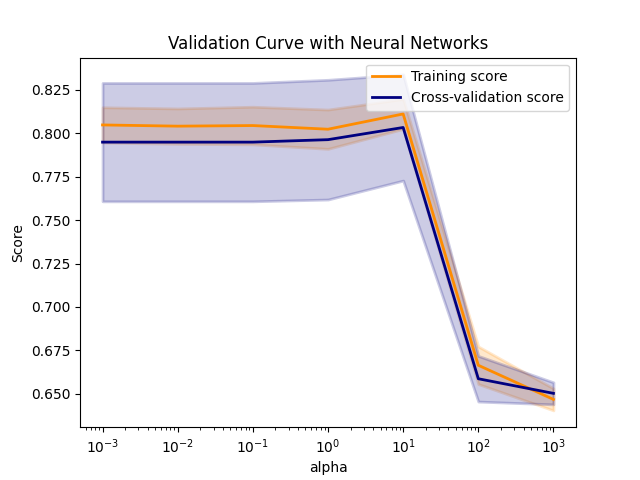 Validation Curve with Neural Networks
Training score
Cross-validation score
Score
0.825
0.800
0.775
0.750
0.725
0.700
0.675
0.650
10⁻³ 10⁻² 10⁻¹ 10⁰ 10¹ 10² 10³
alpha